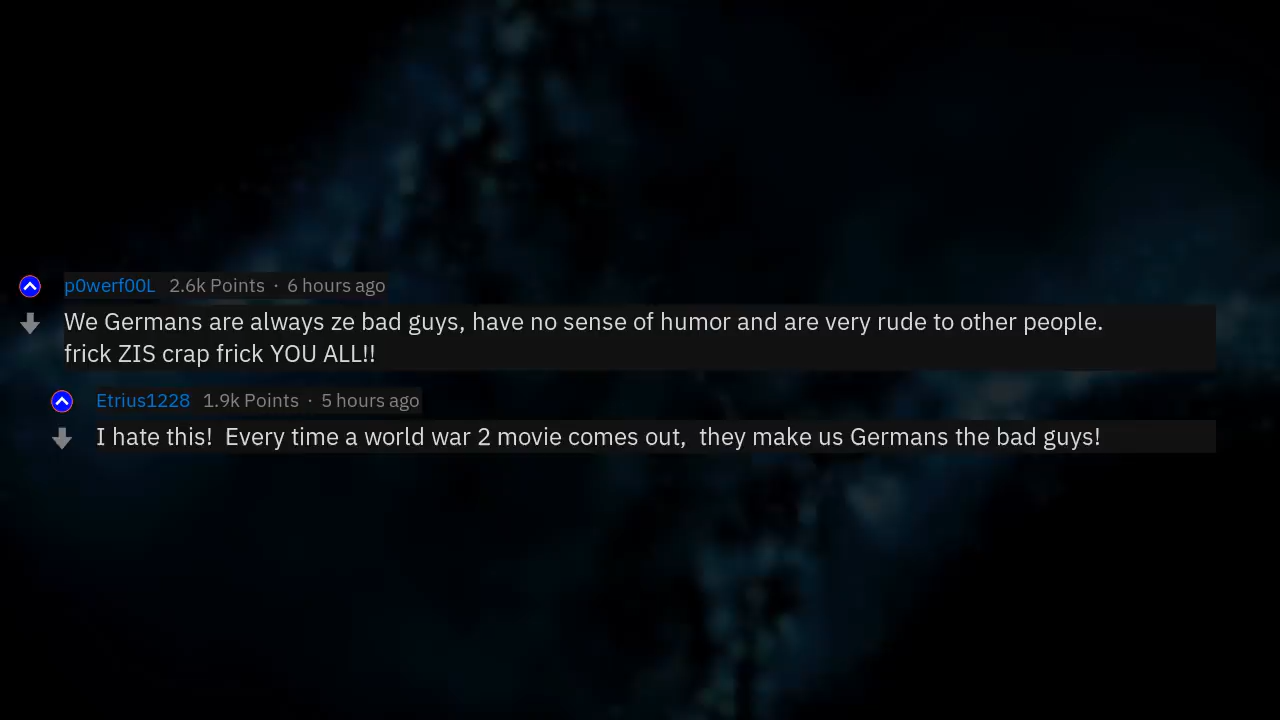 p0werf00L 2.6k Points · 6 hours ago
We Germans are always ze bad guys, have no sense of humor and are very rude to other people.
frick ZIS crap frick YOU ALL!!
Etrius1228 1.9k Points · 5 hours ago
I hate this!  Every time a world war 2 movie comes out,  they make us Germans the bad guys!